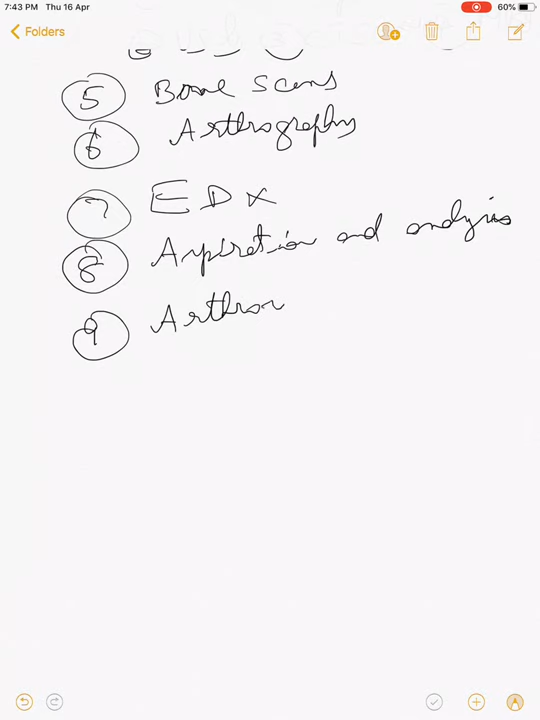 7:43 PM Thu 16 Apr
60%
Folders
5 Bone Scans
6 Arthrography
7 EDX
8 Aspiration and analysis
9 Arthros